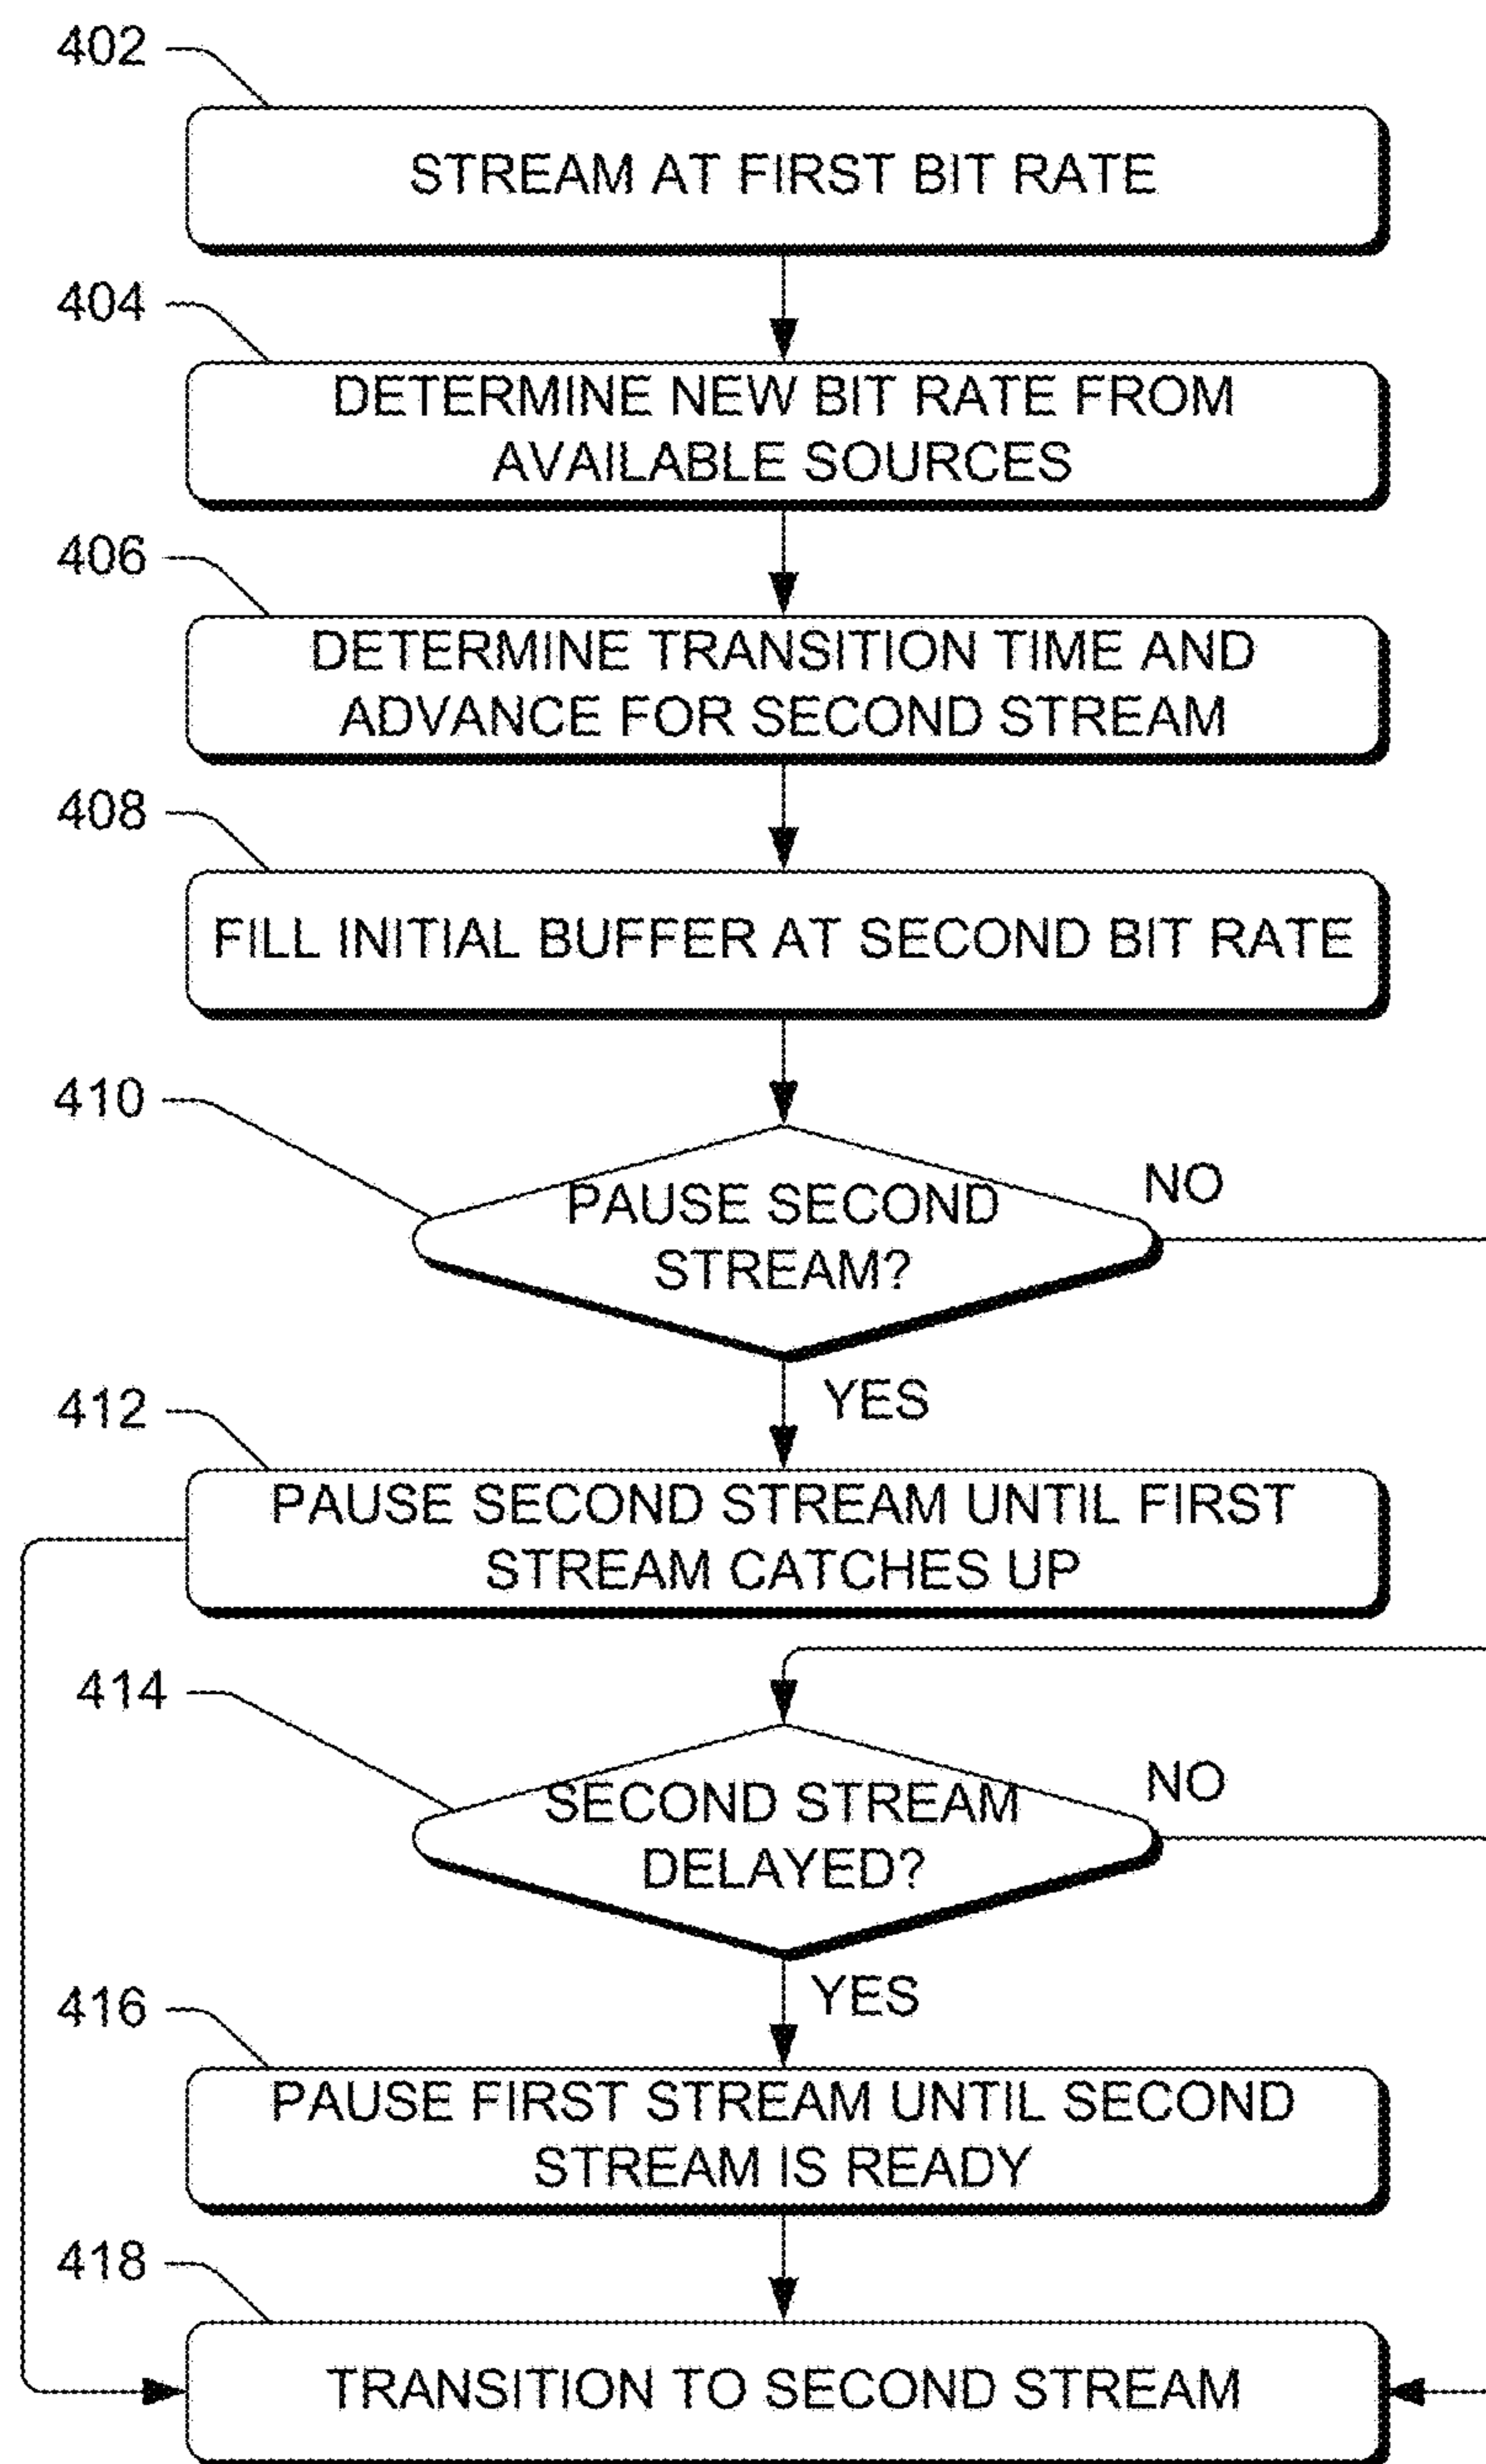 402
STREAM AT FIRST BIT RATE
404
DETERMINE NEW BIT RATE FROM
AVAILABLE SOURCES
406
DETERMINE TRANSITION TIME AND
ADVANCE FOR SECOND STREAM
408
FILL INITIAL BUFFER AT SECOND BIT RATE
410
PAUSE SECOND
STREAM?
NO
YES
412
PAUSE SECOND STREAM UNTIL FIRST
STREAM CATCHES UP
414
SECOND STREAM
DELAYED?
NO
YES
416
PAUSE FIRST STREAM UNTIL SECOND
STREAM IS READY
418
TRANSITION TO SECOND STREAM